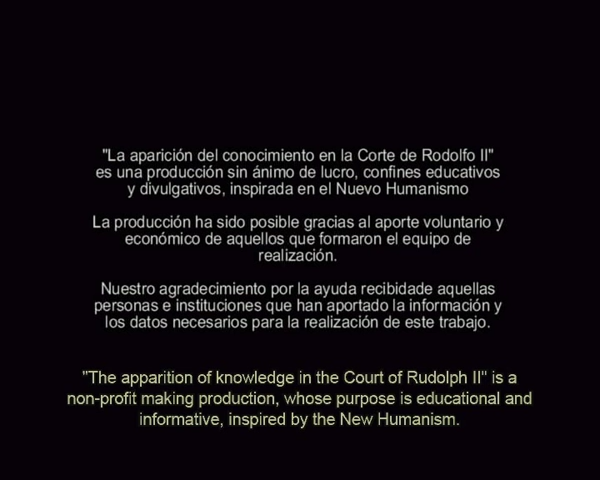 "La aparición del conocimiento en la Corte de Rodolfo II"
es una producción sin ánimo de lucro, confines educativos
y divulgativos, inspirada en el Nuevo Humanismo
La producción ha sido posible gracias al aporte voluntario y
económico de aquellos que formaron el equipo de
realización.
Nuestro agradecimiento por la ayuda recibidade aquellas
personas e instituciones que han aportado la información y
los datos necesarios para la realización de este trabajo.
"The apparition of knowledge in the Court of Rudolph II" is a
non-profit making production, whose purpose is educational and
informative, inspired by the New Humanism.